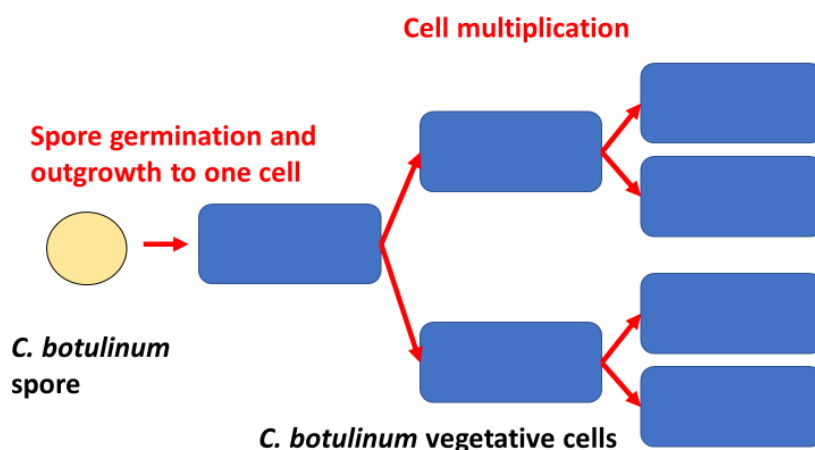 Cell multiplication
Spore germination and
outgrowth to one cell
C. botulinum
spore
C. botulinum vegetative cells